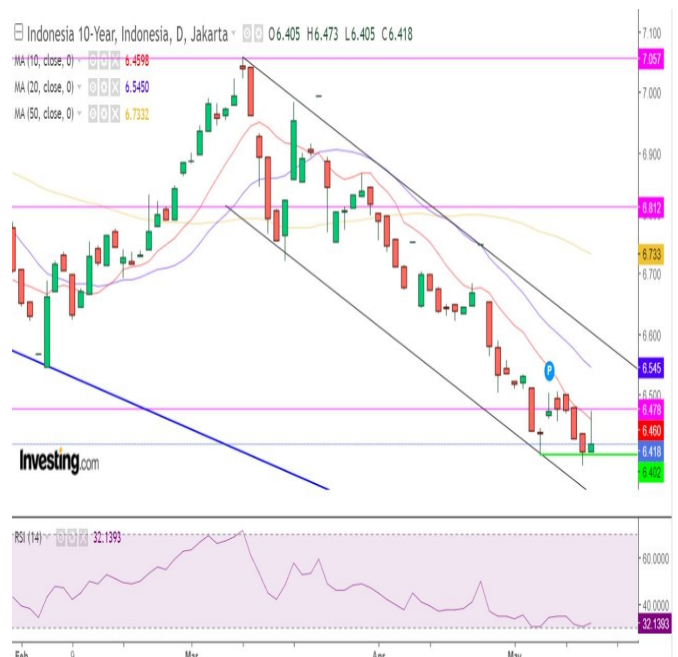 Indonesia 10-Year, Indonesia, D, Jakarta O6.405 H6.473 L6.405 C6.418
MA (10, close, 0) 6.4598
MA (20, close, 0) 6.5450
MA (50, close, 0) 6.7332
7.100
7.057
7.000
6.900
6.812
6.733
6.700
6.600
6.545
6.500
6.478
6.460
6.418
6.402
P
Investing.com
RSI (14) 32.1393
60.0000
40.0000
32.1393
Feb 9 Mar Apr May